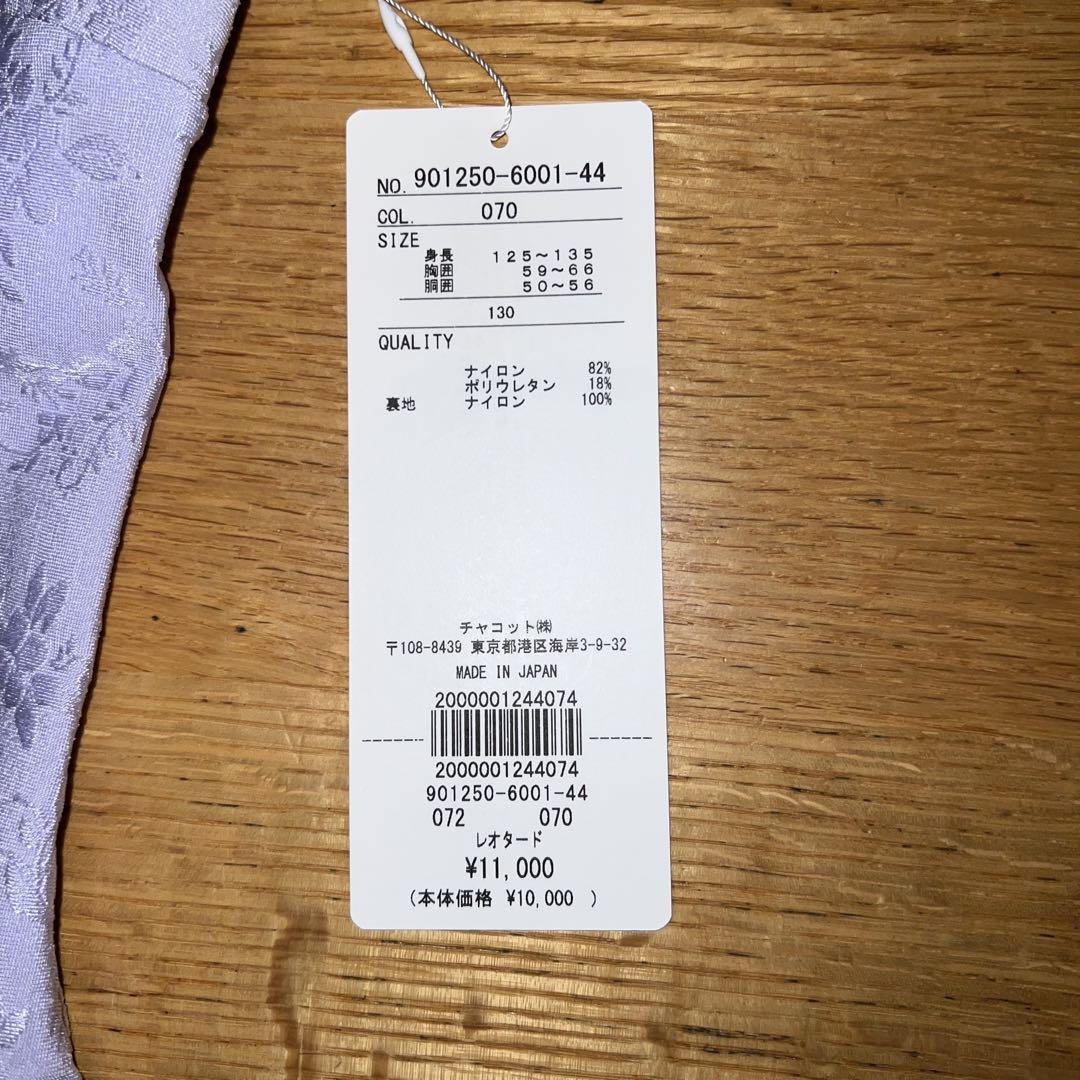 NO. 901250-6001-44
COL. 070
SIZE
身長 125〜135
胸囲 59〜66
胴囲 50〜56
130
QUALITY
ナイロン 82%
ポリウレタン 18%
裏地 ナイロン 100%
チャコット㈱
〒108-8439 東京都港区海岸3-9-32
MADE IN JAPAN
2000001244074
2000001244074
901250-6001-44
072 070
レオタード
¥11,000
(本体価格 ¥10,000 )